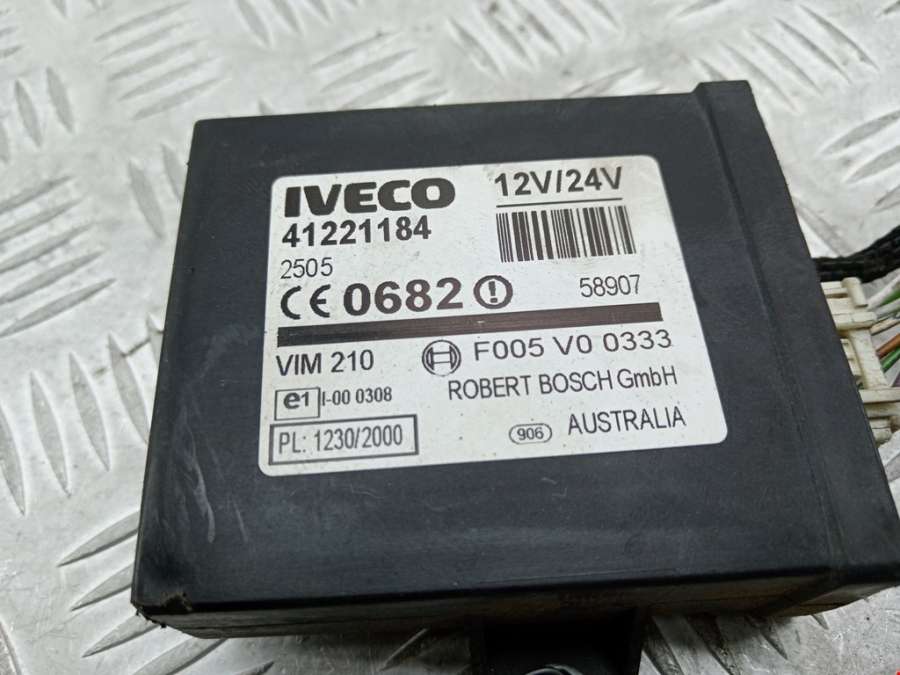 IVECO 12V/24V
41221184
2505
CE 0682 58907
VIM 210 F005 V0 0333
e1 I-00 0308 ROBERT BOSCH GmbH
PL: 1230/2000 906 AUSTRALIA